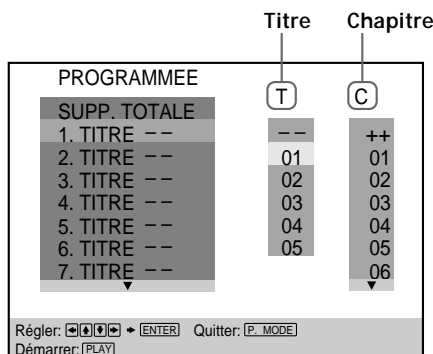 Titre Chapitre
PROGRAMMEE
T C
SUPP. TOTALE
1. TITRE – – – – ++
2. TITRE – – 01 01
3. TITRE – – 02 02
4. TITRE – – 03 03
5. TITRE – – 04 04
6. TITRE – – 05 05
7. TITRE – – 06
Régler: ENTER Quitter: P. MODE
Démarrer: PLAY